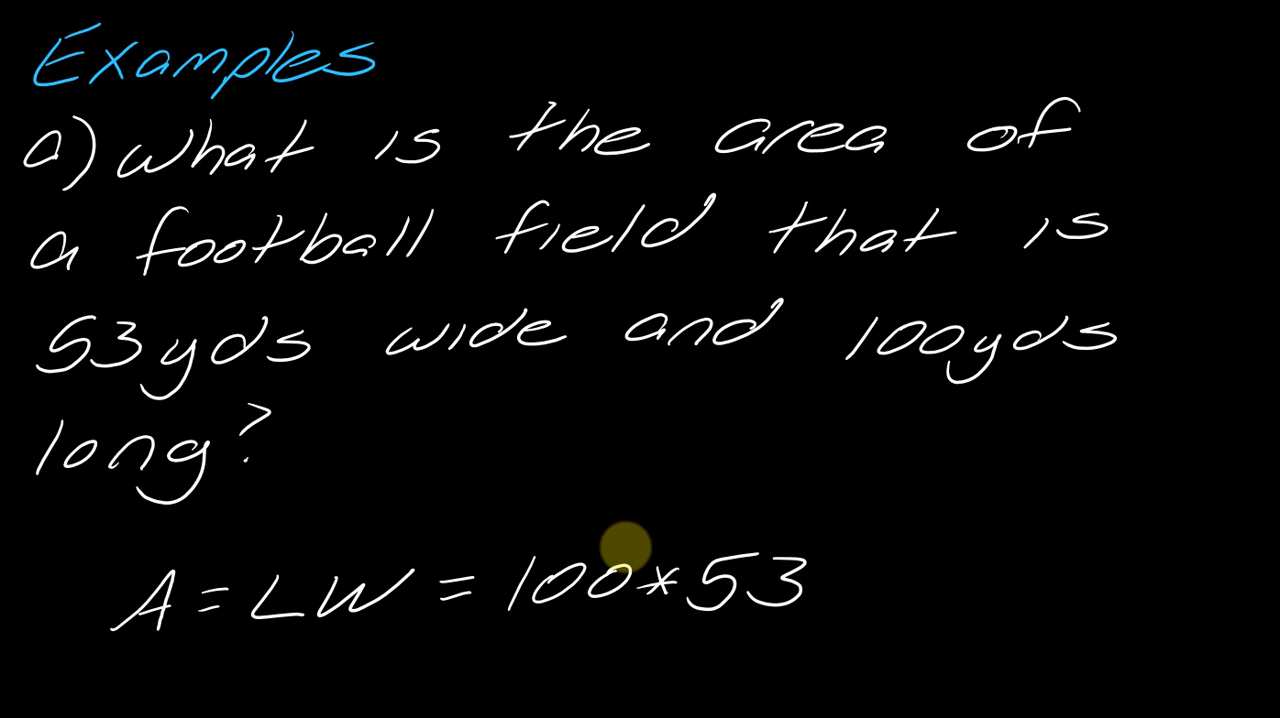 Examples
a) what is the area of
a football field that is
53yds wide and 100yds
long?
A = LW = 100*53